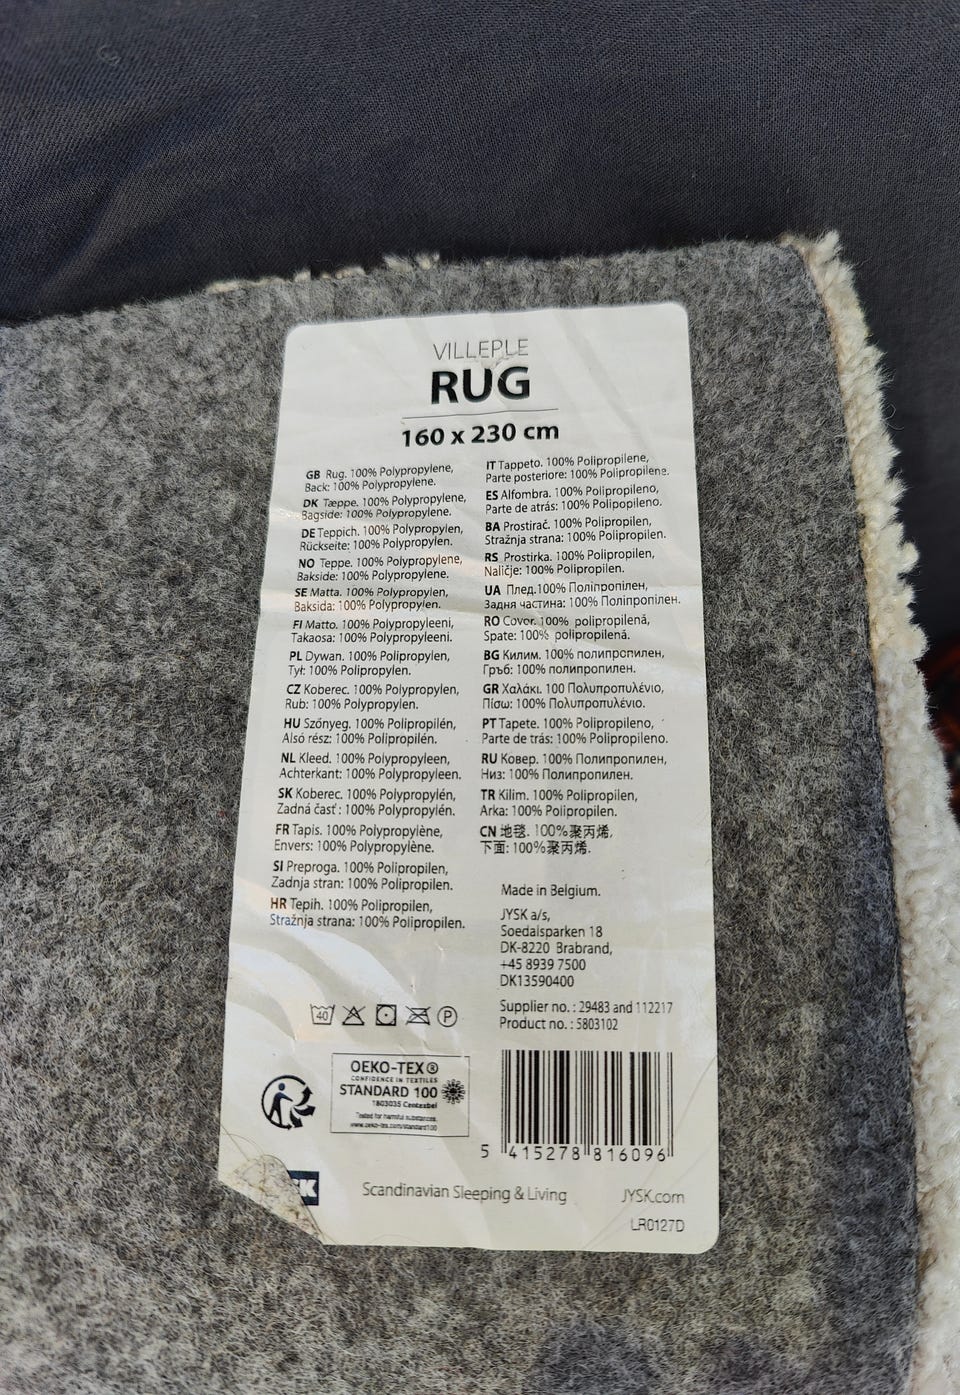 VILLEPLE
RUG
160 x 230 cm
GB Rug. 100% Polypropylene,
Back: 100% Polypropylene.
DK Tæppe. 100% Polypropylene,
Bagside: 100% Polypropylene.
DE Teppich. 100% Polypropylen,
Rückseite: 100% Polypropylen.
NO Teppe. 100% Polypropylene,
Bakside: 100% Polypropylene.
SE Matta. 100% Polypropylen,
Baksida: 100% Polypropylen.
FI Matto. 100% Polypropyleeni,
Takaosa: 100% Polypropyleeni.
PL Dywan. 100% Polipropylen,
Tył: 100% Polipropylen.
CZ Koberec. 100% Polypropylen,
Rub: 100% Polypropylen.
HU Szőnyeg. 100% Polipropilén,
Alsó rész: 100% Polipropilén.
NL Kleed. 100% Polypropyleen,
Achterkant: 100% Polypropyleen.
SK Koberec. 100% Polypropylén,
Zadná časť : 100% Polypropylén.
FR Tapis. 100% Polypropylène,
Envers: 100% Polypropylène.
SI Preproga. 100% Polipropilen,
Zadnja stran: 100% Polipropilen.
HR Tepih. 100% Polipropilen,
Stražnja strana: 100% Polipropilen.
IT Tappeto. 100% Polipropilene,
Parte posteriore: 100% Polipropilene.
ES Alfombra. 100% Polipropileno,
Parte de atrás: 100% Polipropileno.
BA Prostirač. 100% Polipropilen,
Stražnja strana: 100% Polipropilen.
RS Prostirka. 100% Polipropilen,
Naličje: 100% Polipropilen.
UA Плед.100% Поліпропілен,
Задня частина: 100% Поліпропілен.
RO Covor. 100% polipropilenă,
Spate: 100% polipropilenă.
BG Килим. 100% полипропилен,
Гръб: 100% полипропилен.
GR Χαλάκι. 100 Πολυπροπυλένιο,
Πίσω: 100% Πολυπροπυλένιο.
PT Tapete. 100% Polipropileno,
Parte de trás: 100% Polipropileno.
RU Ковер. 100% Полипропилен,
Низ: 100% Полипропилен.
TR Kilim. 100% Polipropilen,
Arka: 100% Polipropilen.
CN 地毯. 100%聚丙烯,
下面: 100%聚丙烯.
Made in Belgium.
JYSK a/s,
Soedalsparken 18
DK-8220 Brabrand,
+45 8939 7500
DK13590400
Supplier no. : 29483 and 112217
Product no. : 5803102
40 P
OEKO-TEX®
CONFIDENCE IN TEXTILES
STANDARD 100
1803035 Centexbel
Tested for harmful substances.
www.oeko-tex.com/standard100
5 415278 816096
Scandinavian Sleeping & Living
JYSK.com
LR0127D